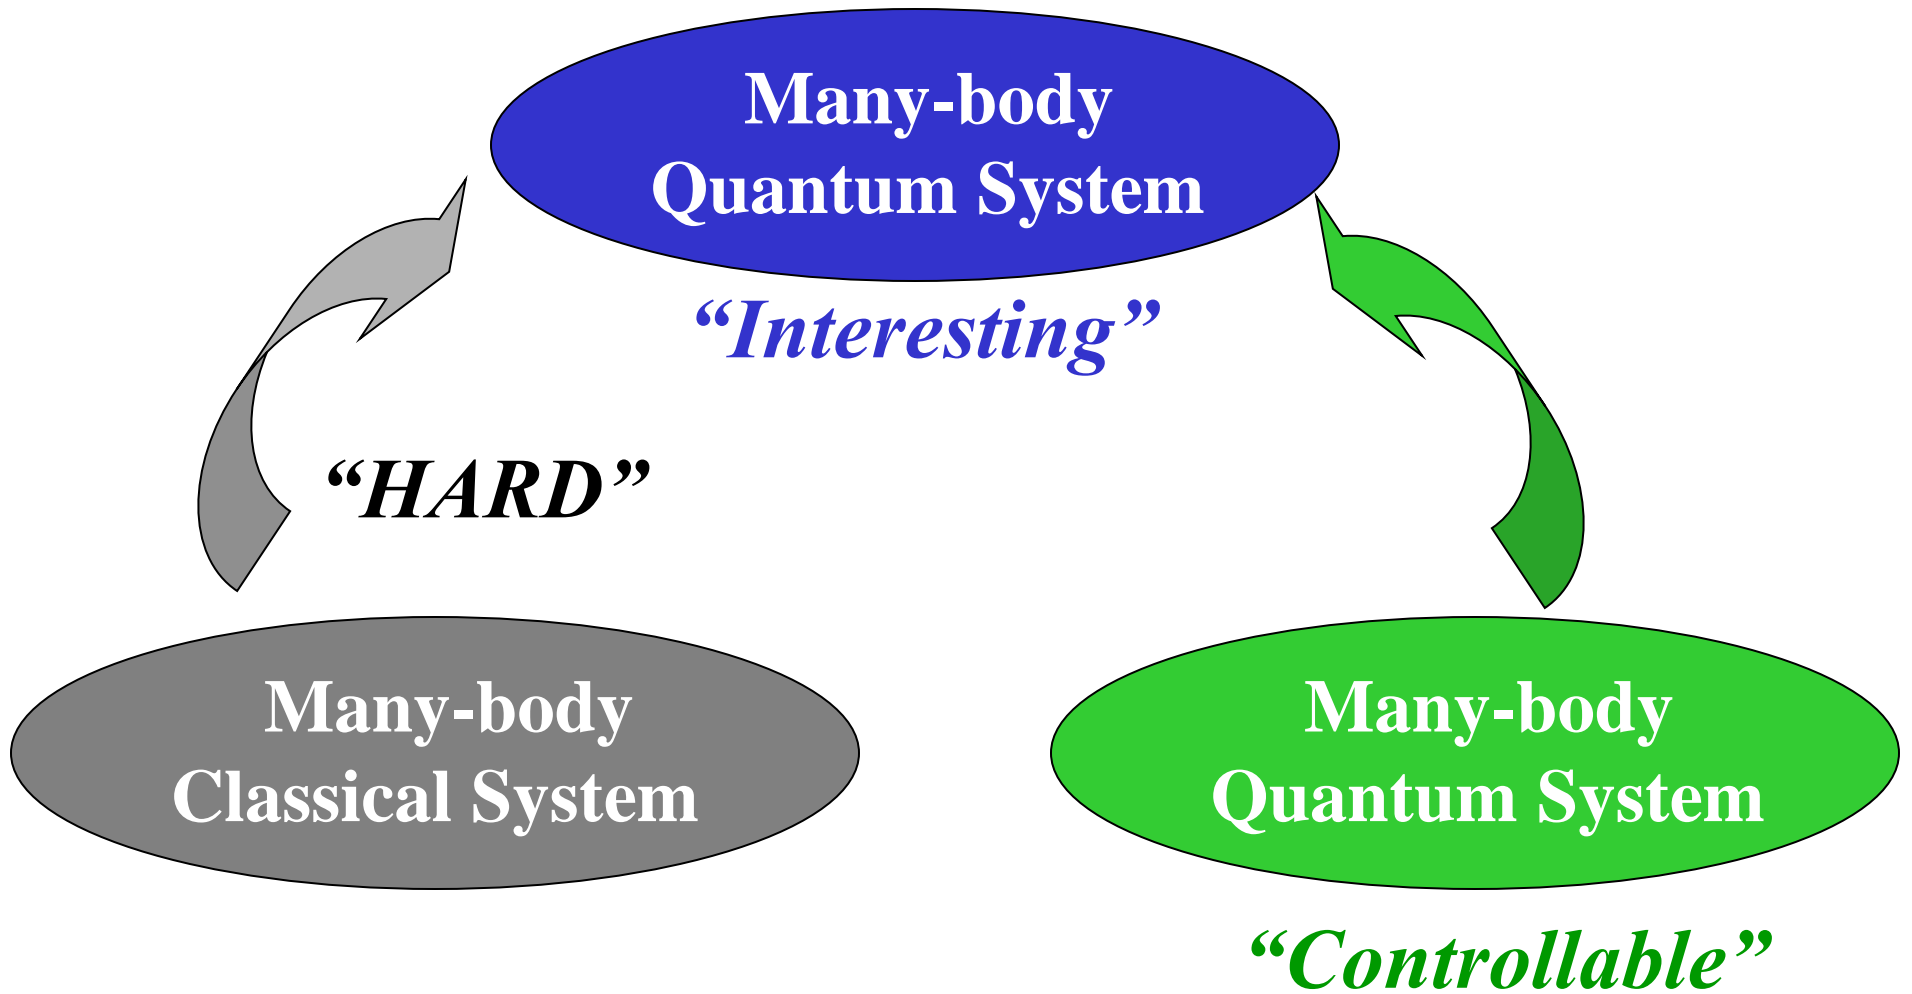 Many-body
Quantum System
“Interesting”
“HARD”
Many-body
Classical System
Many-body
Quantum System
“Controllable”